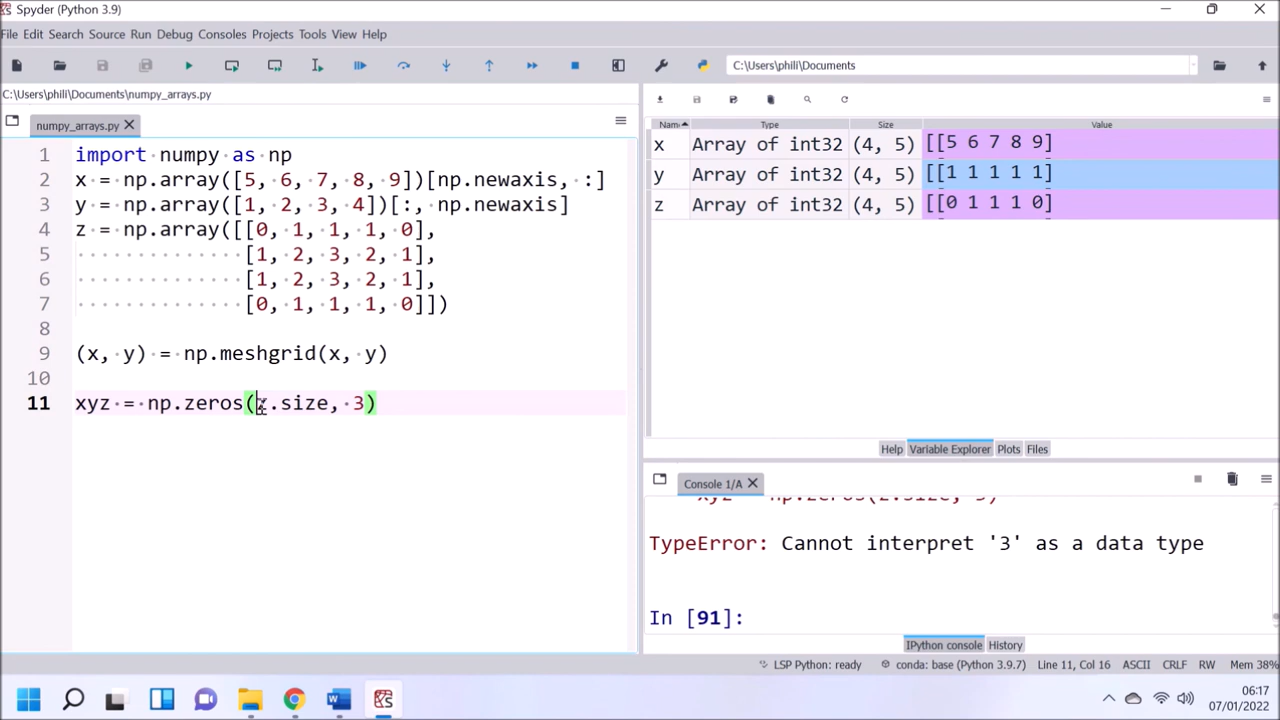 Spyder (Python 3.9)
File Edit Search Source Run Debug Consoles Projects Tools View Help
C:\Users\phili\Documents
C:\Users\phili\Documents\numpy_arrays.py
numpy_arrays.py
1 import numpy as np
2 x = np.array([5, 6, 7, 8, 9])[np.newaxis, :]
3 y = np.array([1, 2, 3, 4])[:, np.newaxis]
4 z = np.array([[0, 1, 1, 1, 0],
5 [1, 2, 3, 2, 1],
6 [1, 2, 3, 2, 1],
7 [0, 1, 1, 1, 0]])
8
9 (x, y) = np.meshgrid(x, y)
10
11 xyz = np.zeros(z.size, 3)
Name Type Size Value
x Array of int32 (4, 5) [[5 6 7 8 9]
y Array of int32 (4, 5) [[1 1 1 1 1]
z Array of int32 (4, 5) [[0 1 1 1 0]
Help Variable Explorer Plots Files
Console 1/A
xyz = np.zeros(z.size, 3)
TypeError: Cannot interpret '3' as a data type
In [91]:
IPython console History
LSP Python: ready conda: base (Python 3.9.7) Line 11, Col 16 ASCII CRLF RW Mem 38%
06:17
07/01/2022